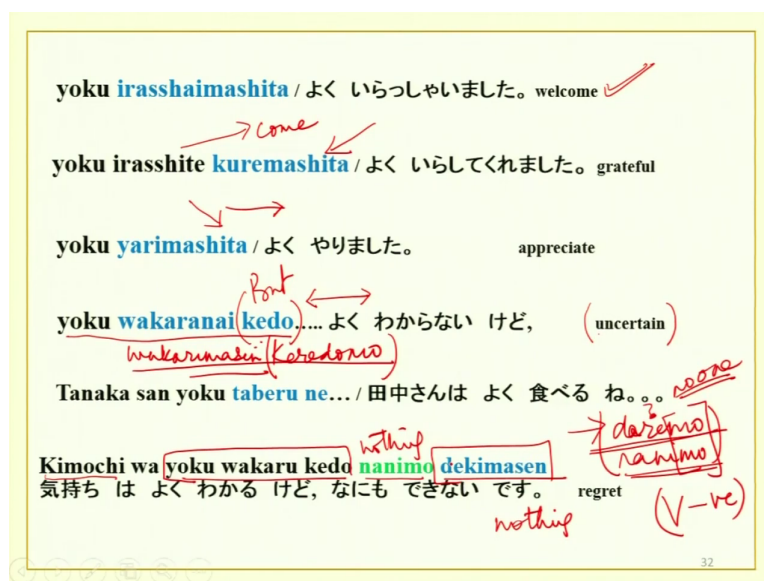 yoku irasshaimashita / よく いらっしゃいました。 welcome
come
yoku irasshite kuremashita / よく いらしてくれました。 grateful
yoku yarimashita / よく やりました。 appreciate
But
yoku wakaranai kedo..... よく わからない けど, uncertain
wakarimasin (Keredomo)
Tanaka san yoku taberu ne… / 田中さんは よく 食べる ね。。。
noone
daremo
nothing
nanimo
Kimochi wa yoku wakaru kedo nanimo dekimasen
気持ち は よく わかる けど, なにも できない です。 regret
(V-ve)
nothing
32